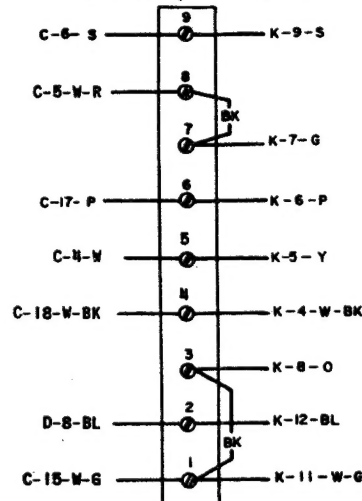 9
C-6-S K-9-S
8
C-5-W-R
BK
7
K-7-G
6
C-17-P K-6-P
5
C-4-W K-5-Y
4
C-18-W-BK K-4-W-BK
3
K-8-O
2
D-8-BL K-12-BL
BK
1
C-15-W-G K-11-W-G